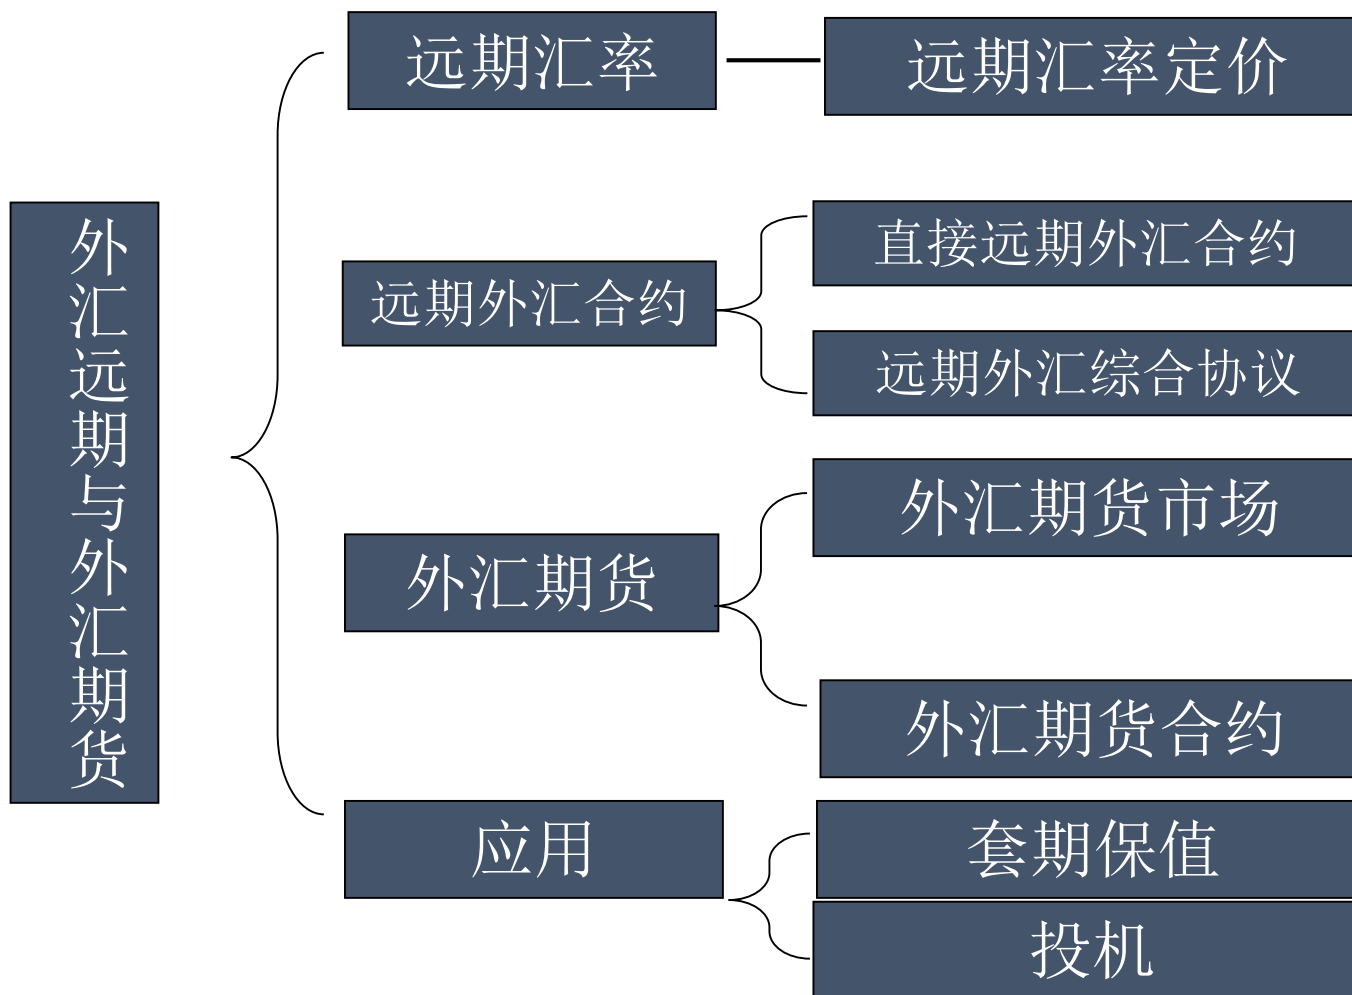 外汇远期与外汇期货
远期汇率
远期汇率定价
远期外汇合约
直接远期外汇合约
远期外汇综合协议
外汇期货
外汇期货市场
外汇期货合约
应用
套期保值
投机